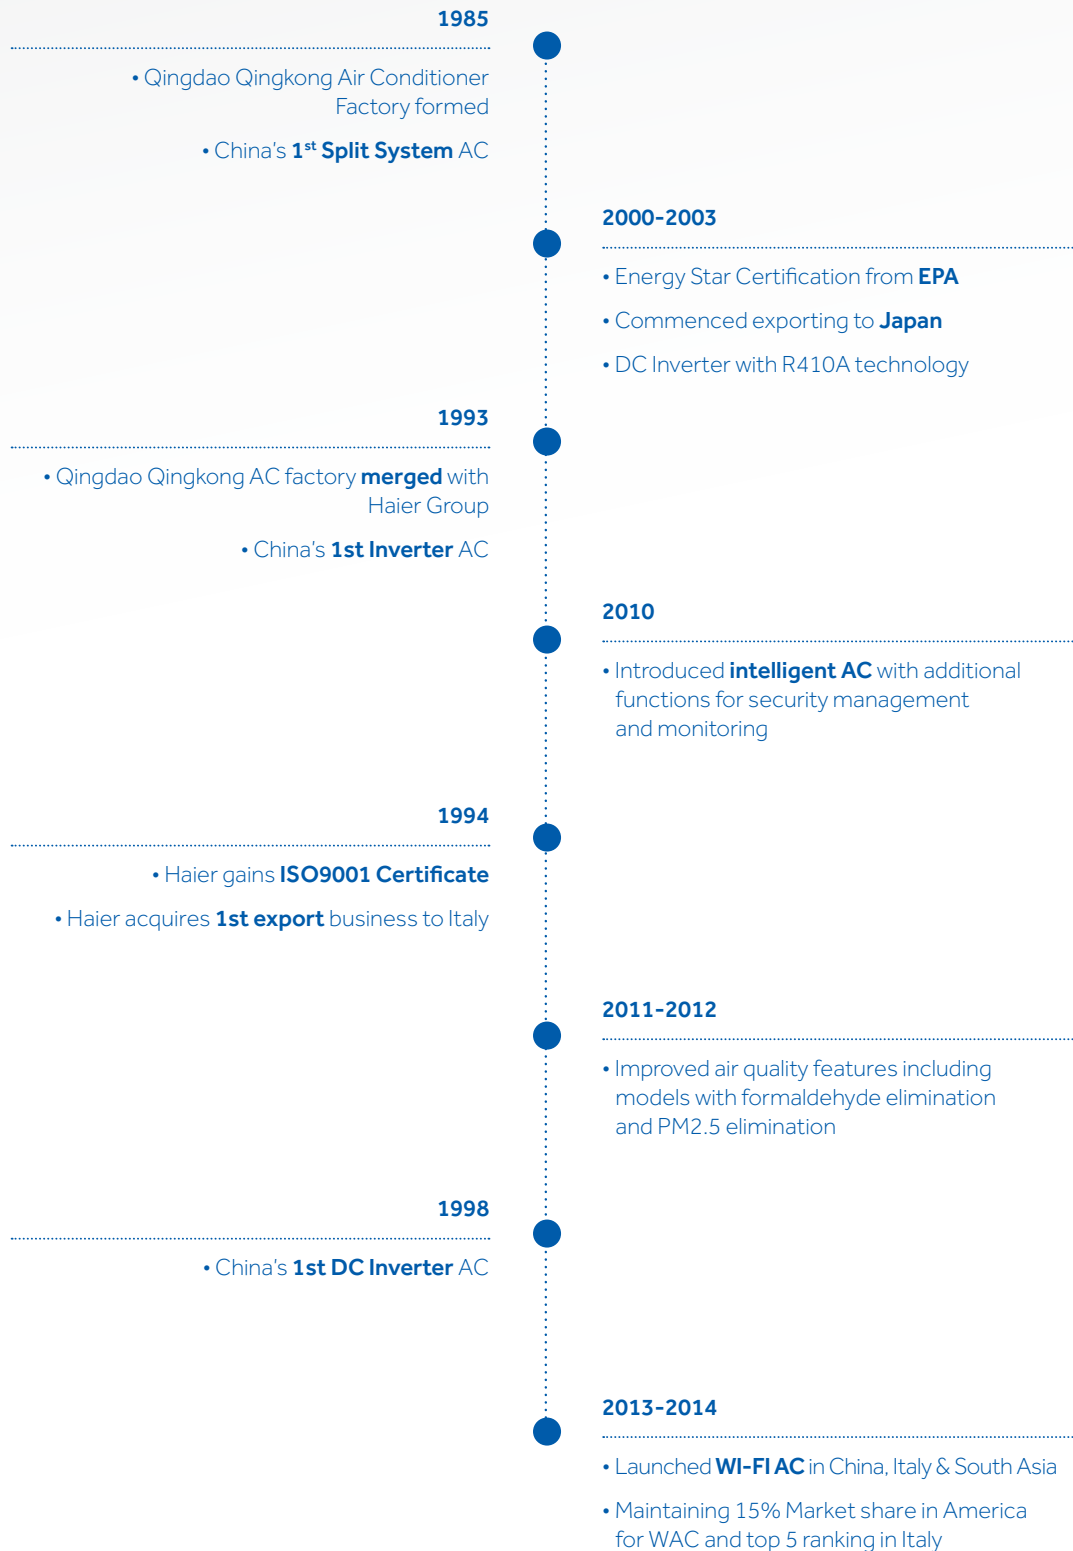 1985
• Qingdao Qingkong Air Conditioner
Factory formed
• China's 1st Split System AC
2000-2003
• Energy Star Certification from EPA
• Commenced exporting to Japan
• DC Inverter with R410A technology
1993
• Qingdao Qingkong AC factory merged with
Haier Group
• China's 1st Inverter AC
2010
• Introduced intelligent AC with additional
functions for security management
and monitoring
1994
• Haier gains ISO9001 Certificate
• Haier acquires 1st export business to Italy
2011-2012
• Improved air quality features including
models with formaldehyde elimination
and PM2.5 elimination
1998
• China's 1st DC Inverter AC
2013-2014
• Launched WI-FI AC in China, Italy & South Asia
• Maintaining 15% Market share in America
for WAC and top 5 ranking in Italy